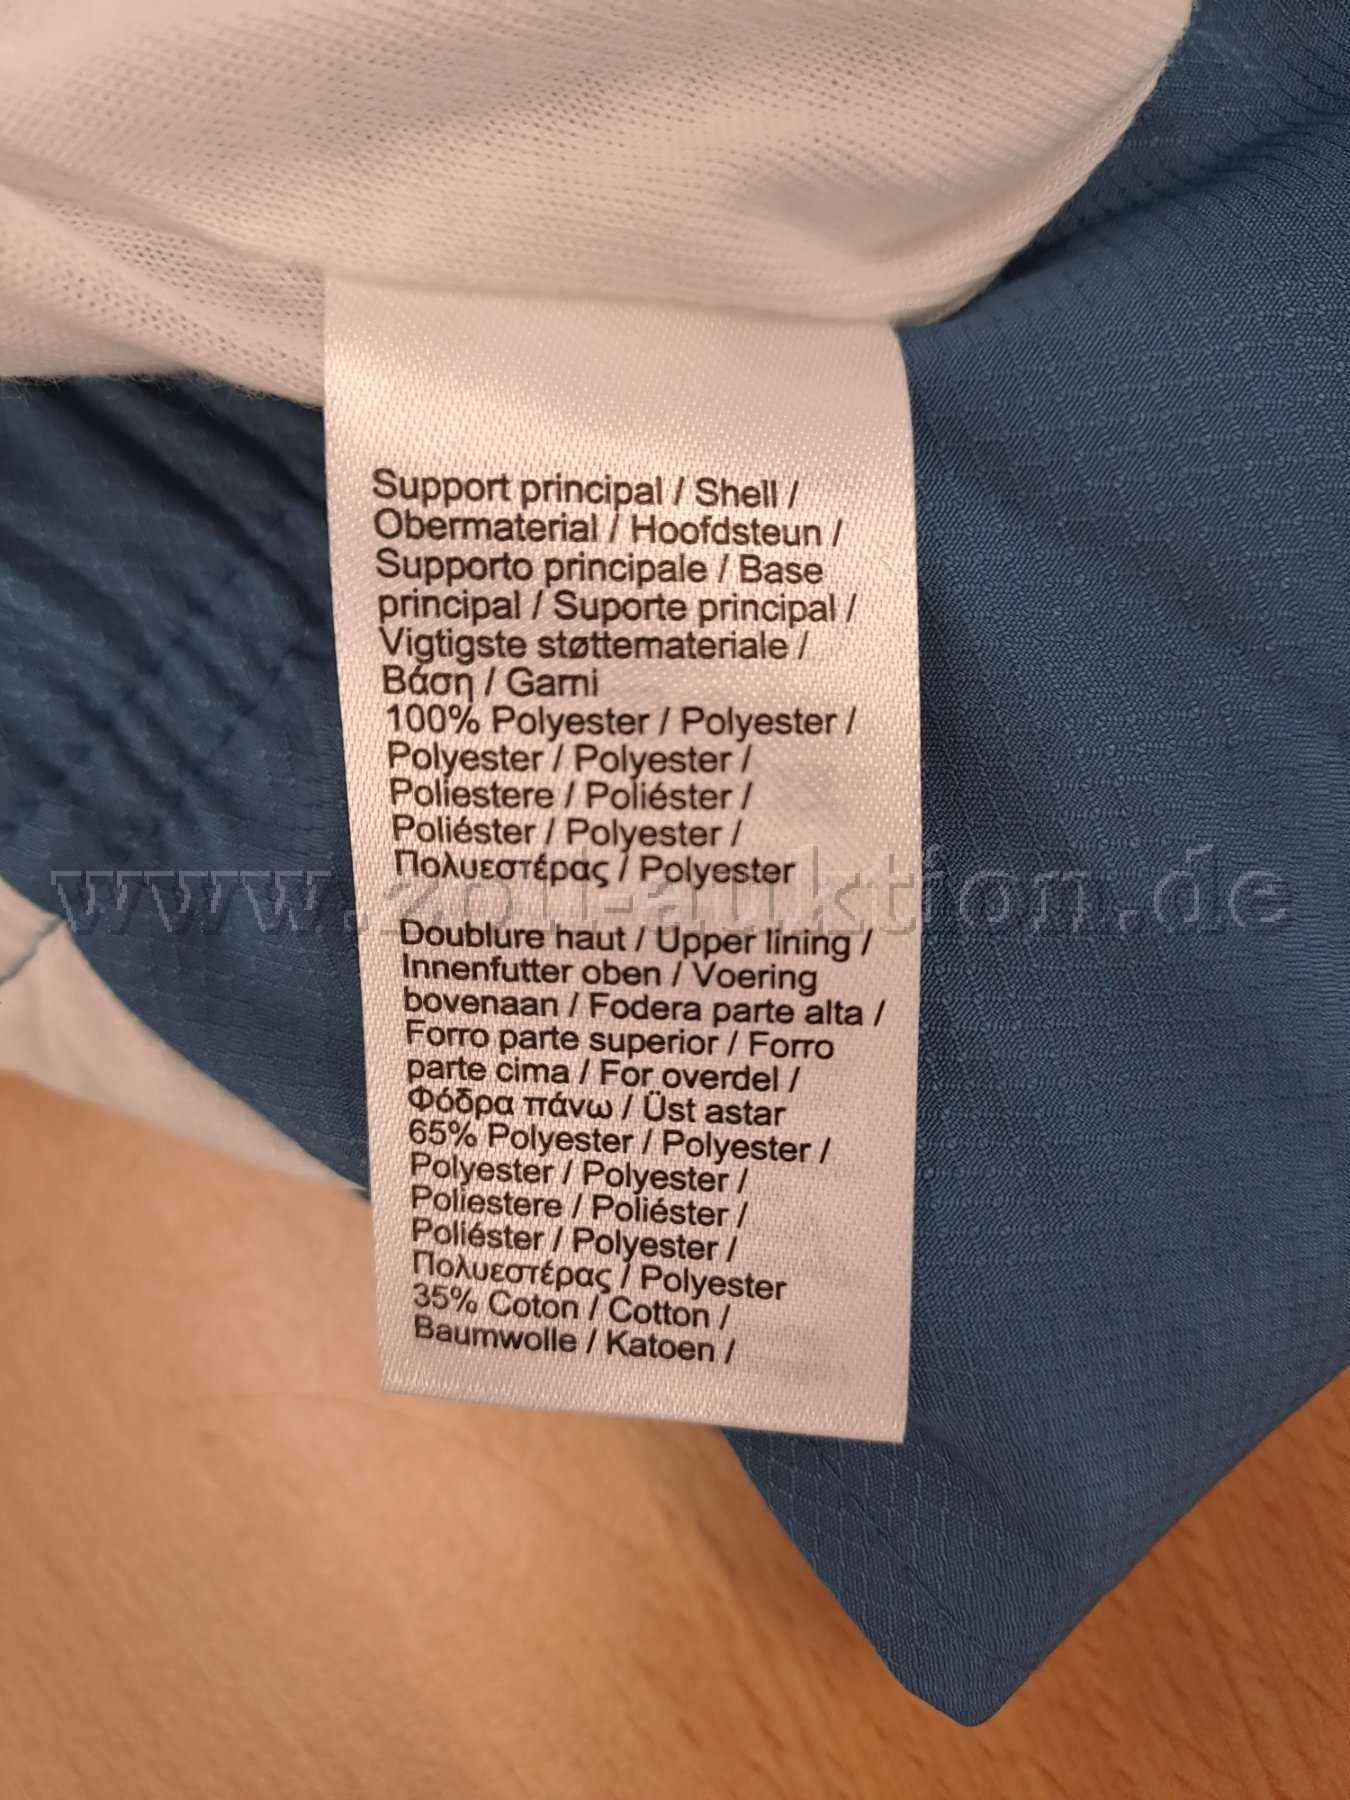 Support principal / Shell /
Obermaterial / Hoofdsteun /
Supporto principale / Base
principal / Suporte principal /
Vigtigste støttemateriale /
Βάση / Garni
100% Polyester / Polyester /
Polyester / Polyester /
Poliestere / Poliéster /
Poliéster / Polyester /
Πολυεστέρας / Polyester
www.zoll-auktion.de
Doublure haut / Upper lining /
Innenfutter oben / Voering
bovenaan / Fodera parte alta /
Forro parte superior / Forro
parte cima / For overdel /
Φόδρα πάνω / Üst astar
65% Polyester / Polyester /
Polyester / Polyester /
Poliestere / Poliéster /
Poliéster / Polyester /
Πολυεστέρας / Polyester
35% Coton / Cotton /
Baumwolle / Katoen /